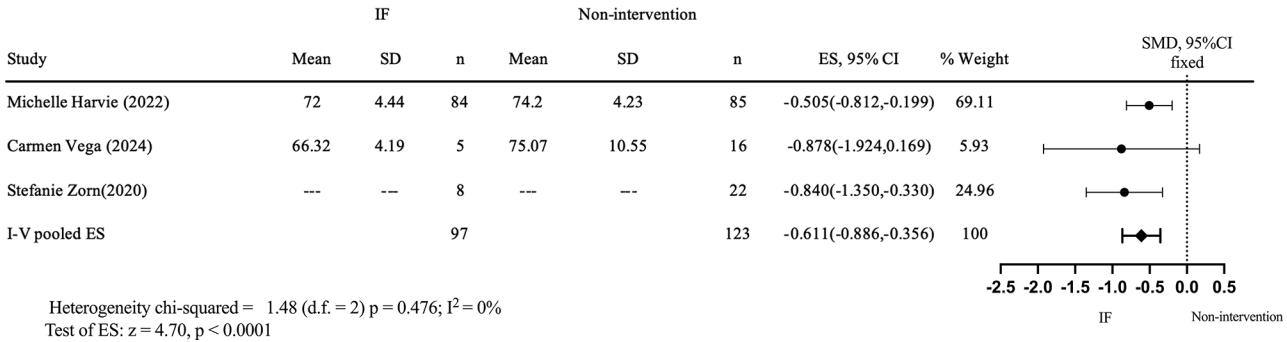 IF Non-intervention
SMD, 95%CI
fixed
Study Mean SD n Mean SD n ES, 95% CI % Weight
Michelle Harvie (2022) 72 4.44 84 74.2 4.23 85 -0.505(-0.812,-0.199) 69.11
Carmen Vega (2024) 66.32 4.19 5 75.07 10.55 16 -0.878(-1.924,0.169) 5.93
Stefanie Zorn(2020) --- --- 8 --- --- 22 -0.840(-1.350,-0.330) 24.96
I-V pooled ES 97 123 -0.611(-0.886,-0.356) 100
-2.5 -2.0 -1.5 -1.0 -0.5 0.0 0.5
IF Non-intervention
Heterogeneity chi-squared = 1.48 (d.f. = 2) p = 0.476; I² = 0%
Test of ES: z = 4.70, p < 0.0001